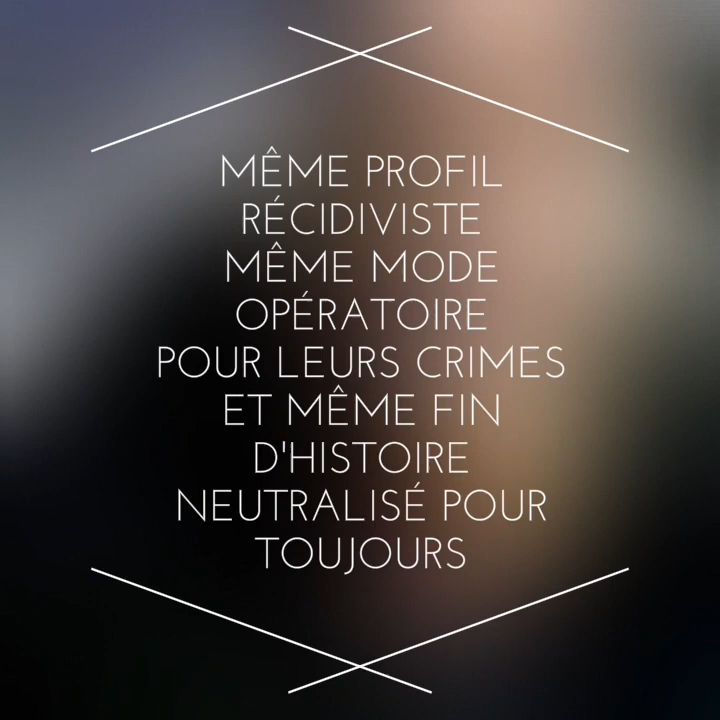 MÊME PROFIL
RÉCIDIVISTE
MÊME MODE
OPÉRATOIRE
POUR LEURS CRIMES
ET MÊME FIN
D'HISTOIRE
NEUTRALISÉ POUR
TOUJOURS